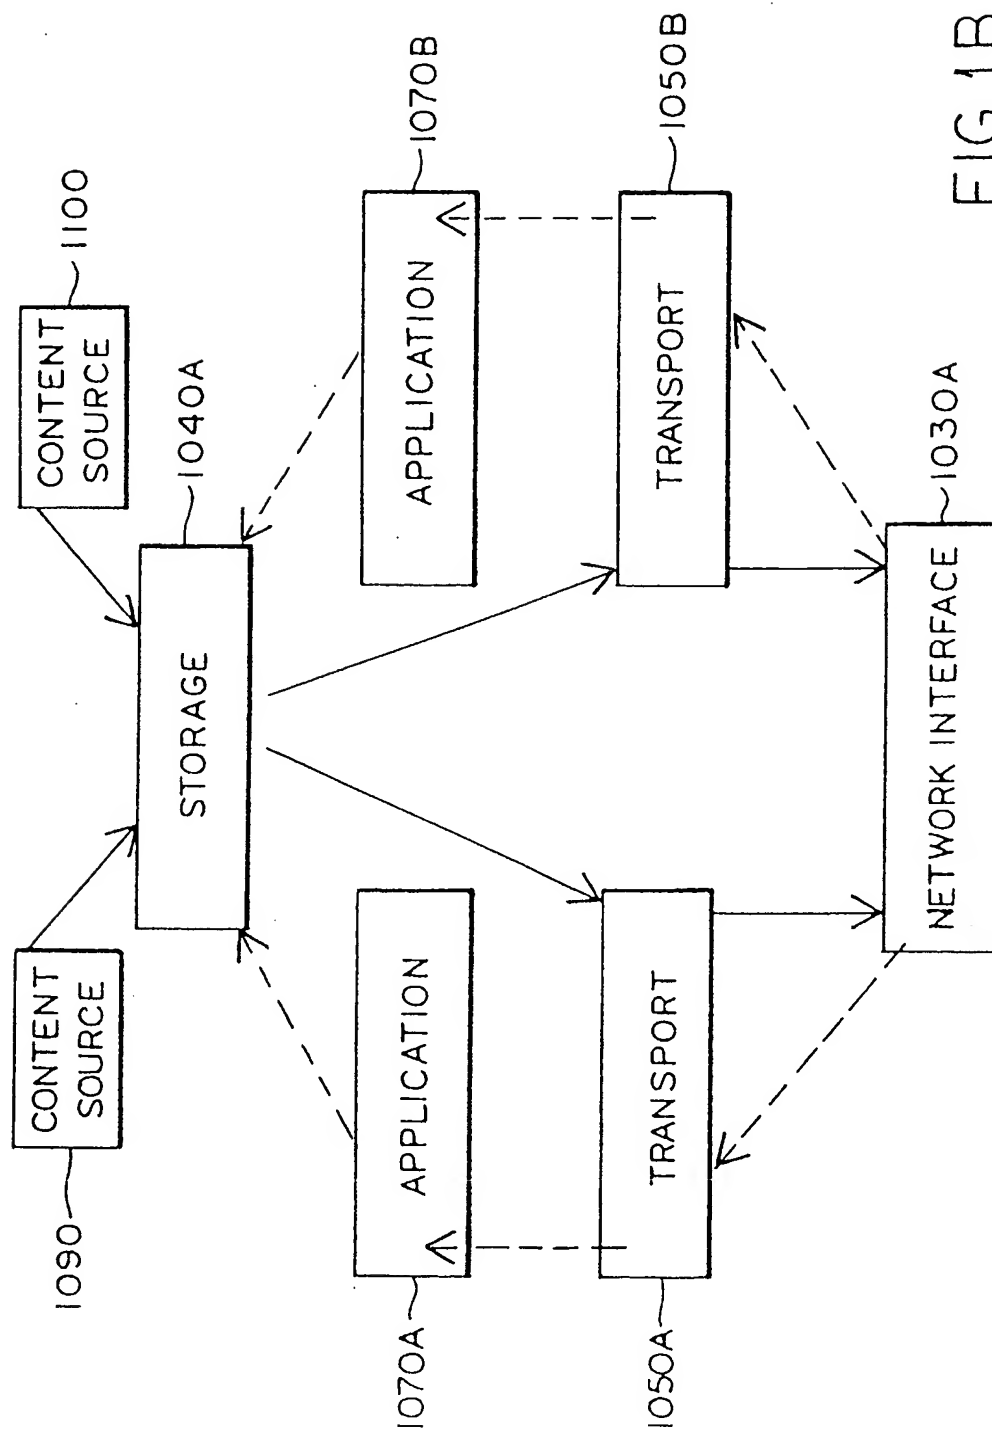 1090
CONTENT
SOURCE
CONTENT
SOURCE
1100
STORAGE
1040A
1070A
APPLICATION
APPLICATION
1070B
1050A
TRANSPORT
TRANSPORT
1050B
NETWORK INTERFACE
1030A
FIG. 1B